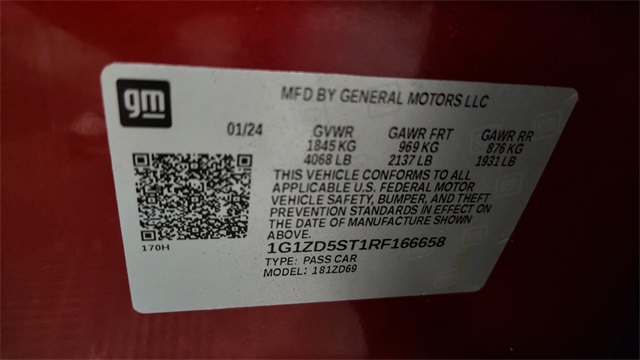 gm
MFD BY GENERAL MOTORS LLC
01/24 GVWR GAWR FRT GAWR RR
1845 KG 969 KG 876 KG
4068 LB 2137 LB 1931 LB
THIS VEHICLE CONFORMS TO ALL
APPLICABLE U.S. FEDERAL MOTOR
VEHICLE SAFETY, BUMPER, AND THEFT
PREVENTION STANDARDS IN EFFECT ON
THE DATE OF MANUFACTURE SHOWN
ABOVE.
170H
1G1ZD5ST1RF166658
TYPE: PASS CAR
MODEL: 181ZD69